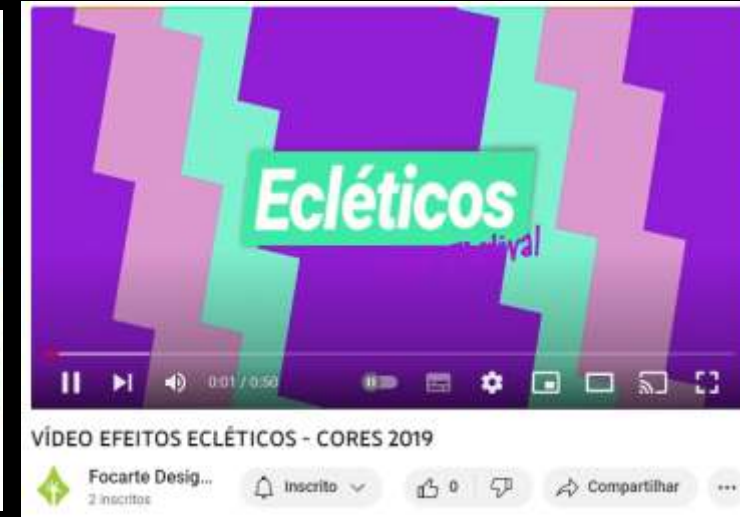 Ecléticos
0:01 / 0:50
VÍDEO EFEITOS ECLÉTICOS - CORES 2019
Focarte Desig...
2 inscritos
Inscrito
0
Compartilhar